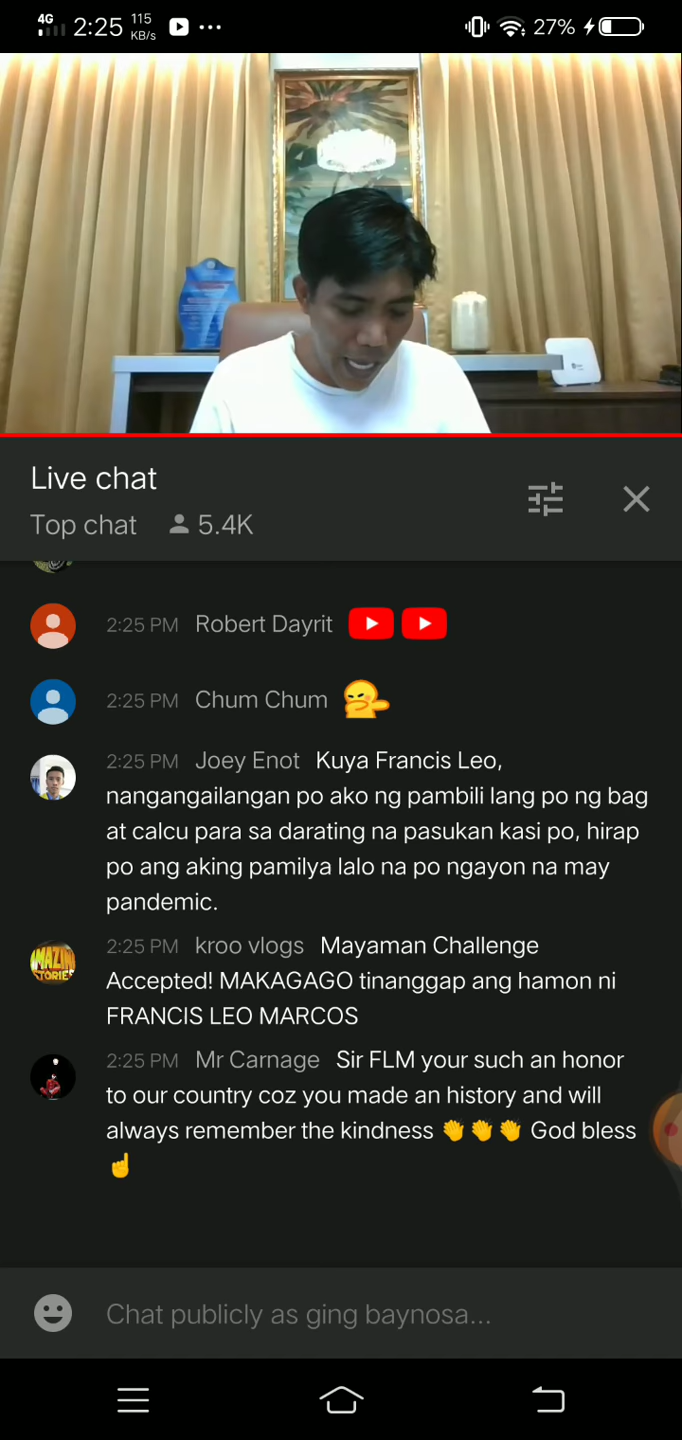 4G 2:25 115 KB/s ... 27%
Live chat
Top chat 5.4K
2:25 PM Robert Dayrit
2:25 PM Chum Chum
2:25 PM Joey Enot Kuya Francis Leo,
nangangailangan po ako ng pambili lang po ng bag
at calcu para sa darating na pasukan kasi po, hirap
po ang aking pamilya lalo na po ngayon na may
pandemic.
2:25 PM kroo vlogs Mayaman Challenge
Accepted! MAKAGAGO tinanggap ang hamon ni
FRANCIS LEO MARCOS
AMAZING
STORIES
2:25 PM Mr Carnage Sir FLM your such an honor
to our country coz you made an history and will
always remember the kindness 👏👏👏 God bless
☝
Chat publicly as ging baynosa...